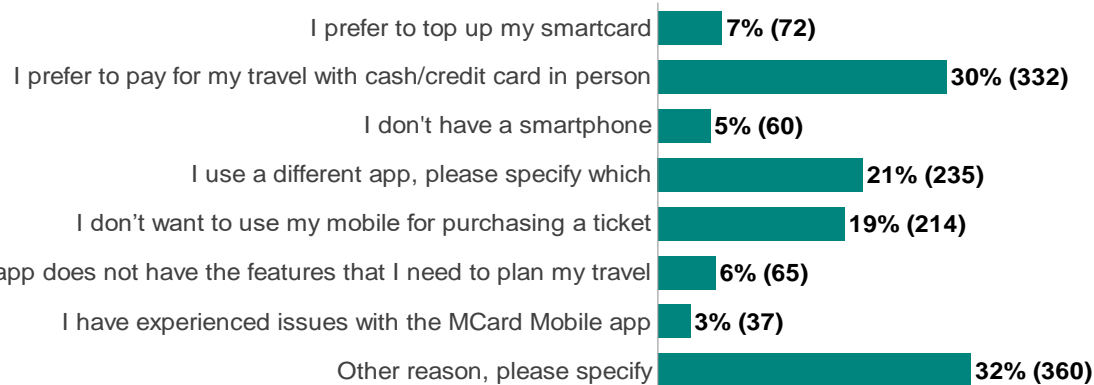 I prefer to top up my smartcard 7% (72)
I prefer to pay for my travel with cash/credit card in person 30% (332)
I don't have a smartphone 5% (60)
I use a different app, please specify which 21% (235)
I don’t want to use my mobile for purchasing a ticket 19% (214)
app does not have the features that I need to plan my travel 6% (65)
I have experienced issues with the MCard Mobile app 3% (37)
Other reason, please specify 32% (360)